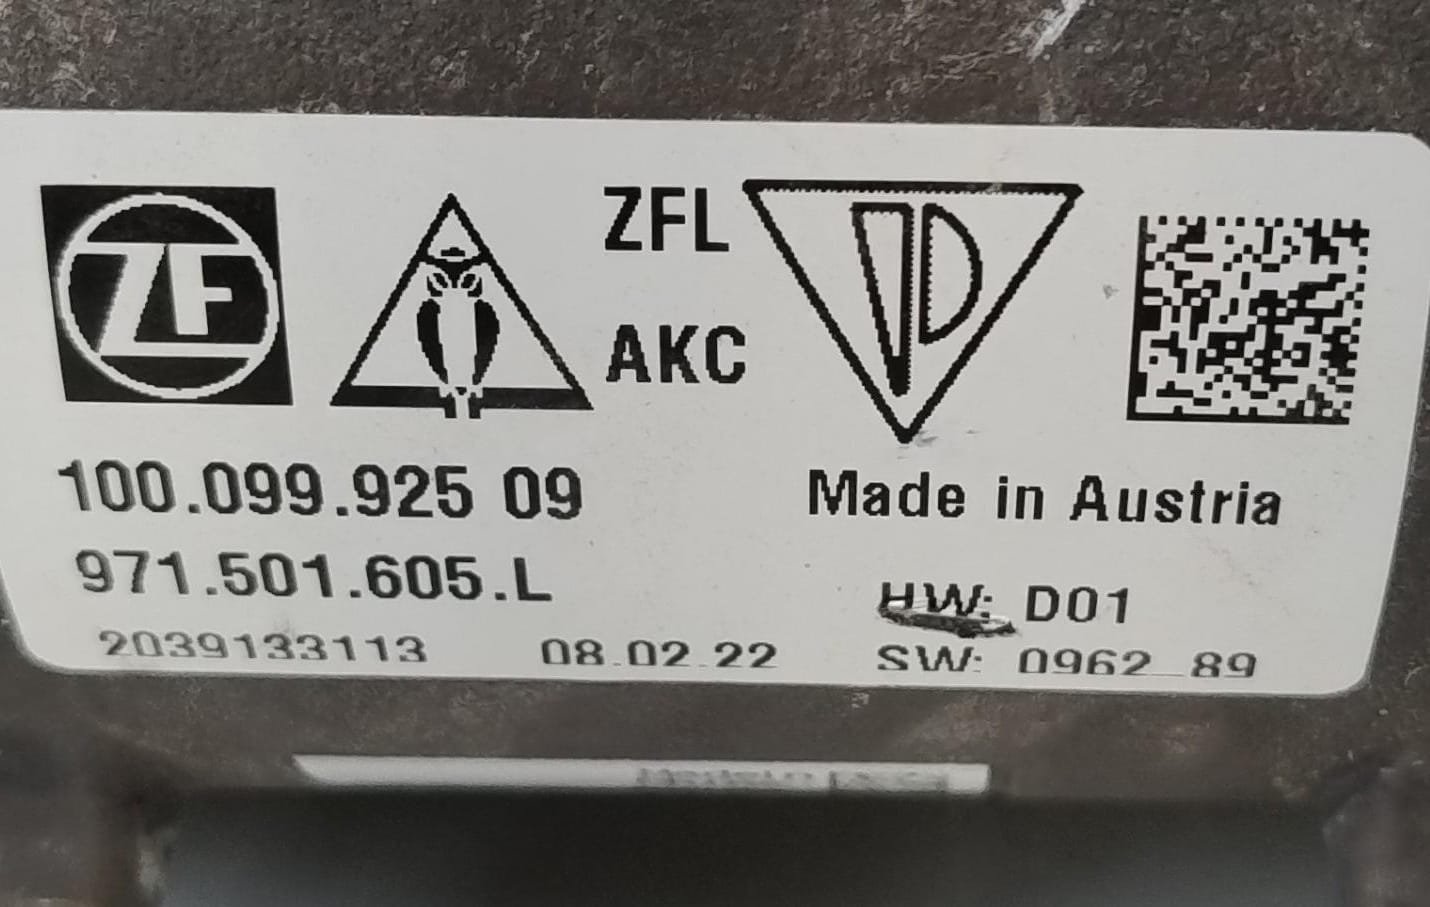 ZF
ZFL
AKC
100.099.925 09
Made in Austria
971.501.605.L
HW: D01
2039133113 08.02.22
SW: 0962 89